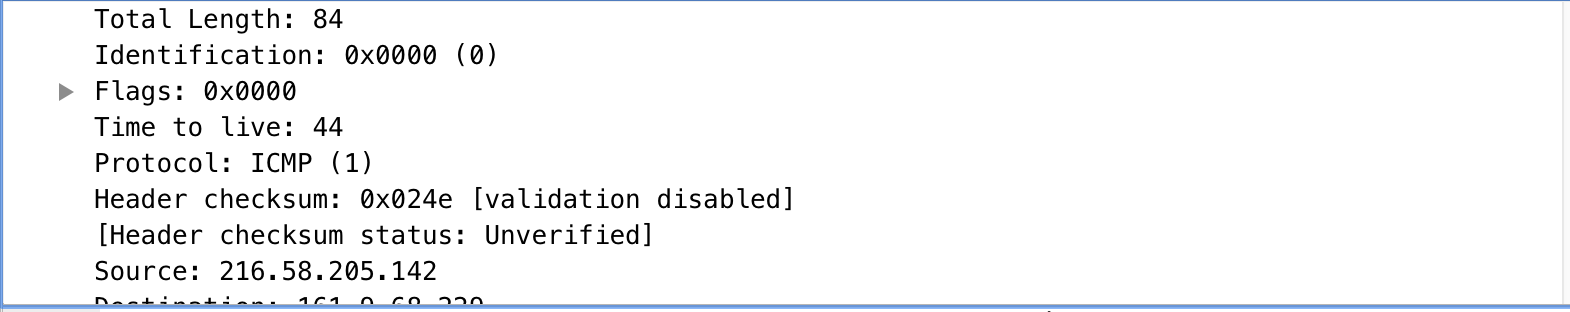 Total Length: 84
Identification: 0x0000 (0)
Flags: 0x0000
Time to live: 44
Protocol: ICMP (1)
Header checksum: 0x024e [validation disabled]
[Header checksum status: Unverified]
Source: 216.58.205.142
Destination: